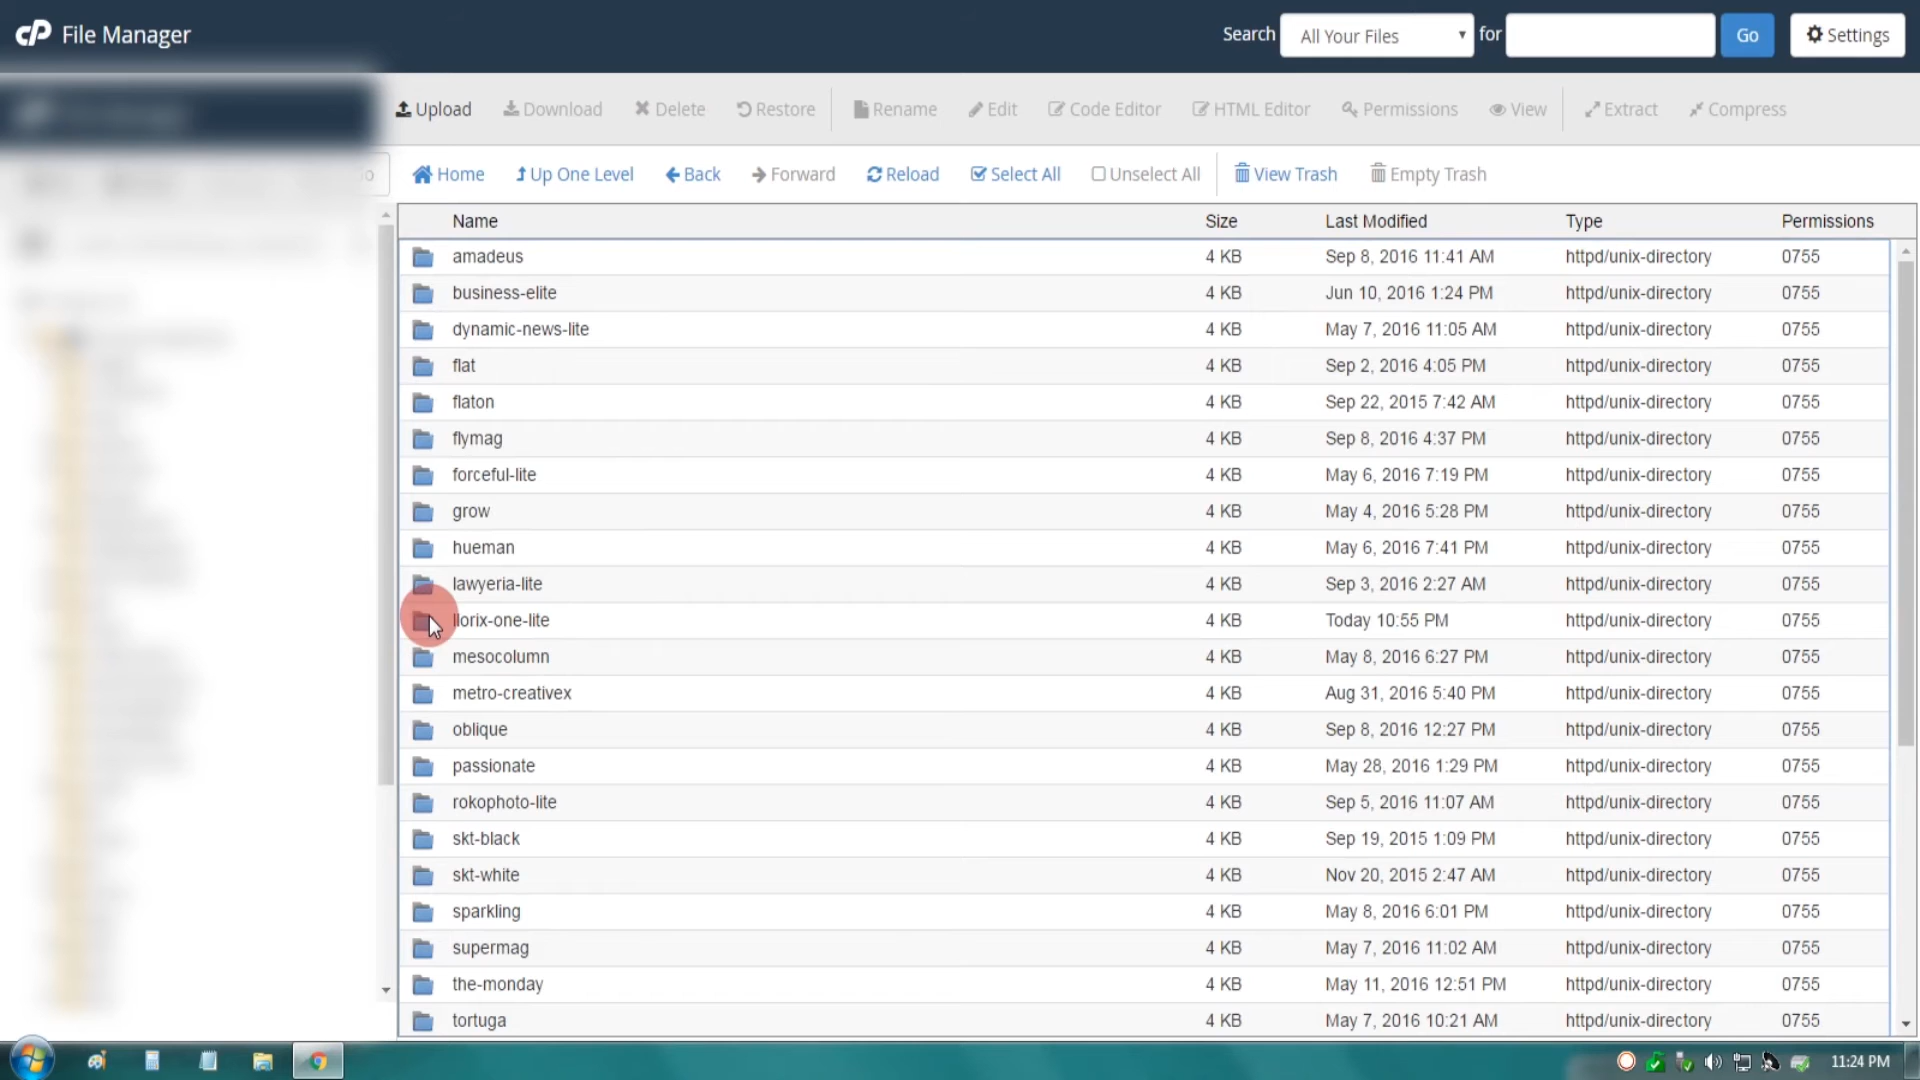 cP File Manager
Search All Your Files for Go Settings
Upload Download Delete Restore Rename Edit Code Editor HTML Editor Permissions View Extract Compress
Home Up One Level Back Forward Reload Select All Unselect All View Trash Empty Trash
Name Size Last Modified Type Permissions
amadeus 4 KB Sep 8, 2016 11:41 AM httpd/unix-directory 0755
business-elite 4 KB Jun 10, 2016 1:24 PM httpd/unix-directory 0755
dynamic-news-lite 4 KB May 7, 2016 11:05 AM httpd/unix-directory 0755
flat 4 KB Sep 2, 2016 4:05 PM httpd/unix-directory 0755
flaton 4 KB Sep 22, 2015 7:42 AM httpd/unix-directory 0755
flymag 4 KB Sep 8, 2016 4:37 PM httpd/unix-directory 0755
forceful-lite 4 KB May 6, 2016 7:19 PM httpd/unix-directory 0755
grow 4 KB May 4, 2016 5:28 PM httpd/unix-directory 0755
hueman 4 KB May 6, 2016 7:41 PM httpd/unix-directory 0755
lawyeria-lite 4 KB Sep 3, 2016 2:27 AM httpd/unix-directory 0755
llorix-one-lite 4 KB Today 10:55 PM httpd/unix-directory 0755
mesocolumn 4 KB May 8, 2016 6:27 PM httpd/unix-directory 0755
metro-creativex 4 KB Aug 31, 2016 5:40 PM httpd/unix-directory 0755
oblique 4 KB Sep 8, 2016 12:27 PM httpd/unix-directory 0755
passionate 4 KB May 28, 2016 1:29 PM httpd/unix-directory 0755
rokophoto-lite 4 KB Sep 5, 2016 11:07 AM httpd/unix-directory 0755
skt-black 4 KB Sep 19, 2015 1:09 PM httpd/unix-directory 0755
skt-white 4 KB Nov 20, 2015 2:47 AM httpd/unix-directory 0755
sparkling 4 KB May 8, 2016 6:01 PM httpd/unix-directory 0755
supermag 4 KB May 7, 2016 11:02 AM httpd/unix-directory 0755
the-monday 4 KB May 11, 2016 12:51 PM httpd/unix-directory 0755
tortuga 4 KB May 7, 2016 10:21 AM httpd/unix-directory 0755
11:24 PM